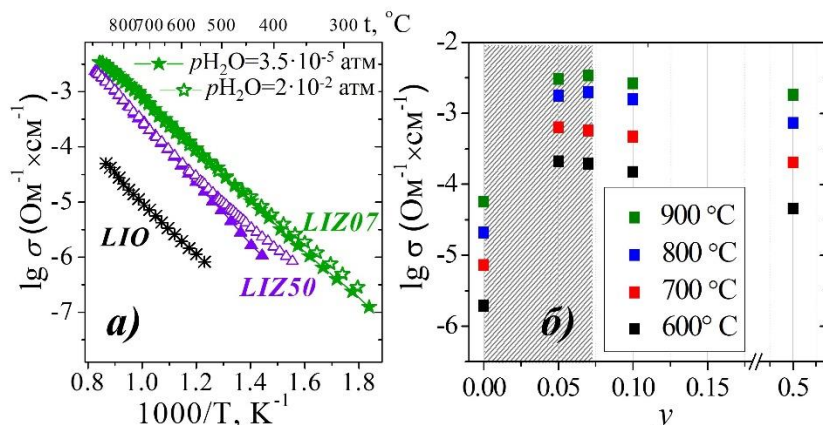 800 700 600 500 400 300 t, °C
-3
-4
-5
-6
-7
lg σ (Ом⁻¹×см⁻¹)
pH₂O=3.5·10⁻⁵ атм
pH₂O=2·10⁻² атм
LIO
LIZ07
LIZ50
а)
0.8 1.0 1.2 1.4 1.6 1.8
1000/T, K⁻¹
-2
-3
-4
-5
-6
lg σ (Ом⁻¹×см⁻¹)
900 °C
800 °C
700 °C
600° C
б)
0.00 0.05 0.10 0.15 0.5
y